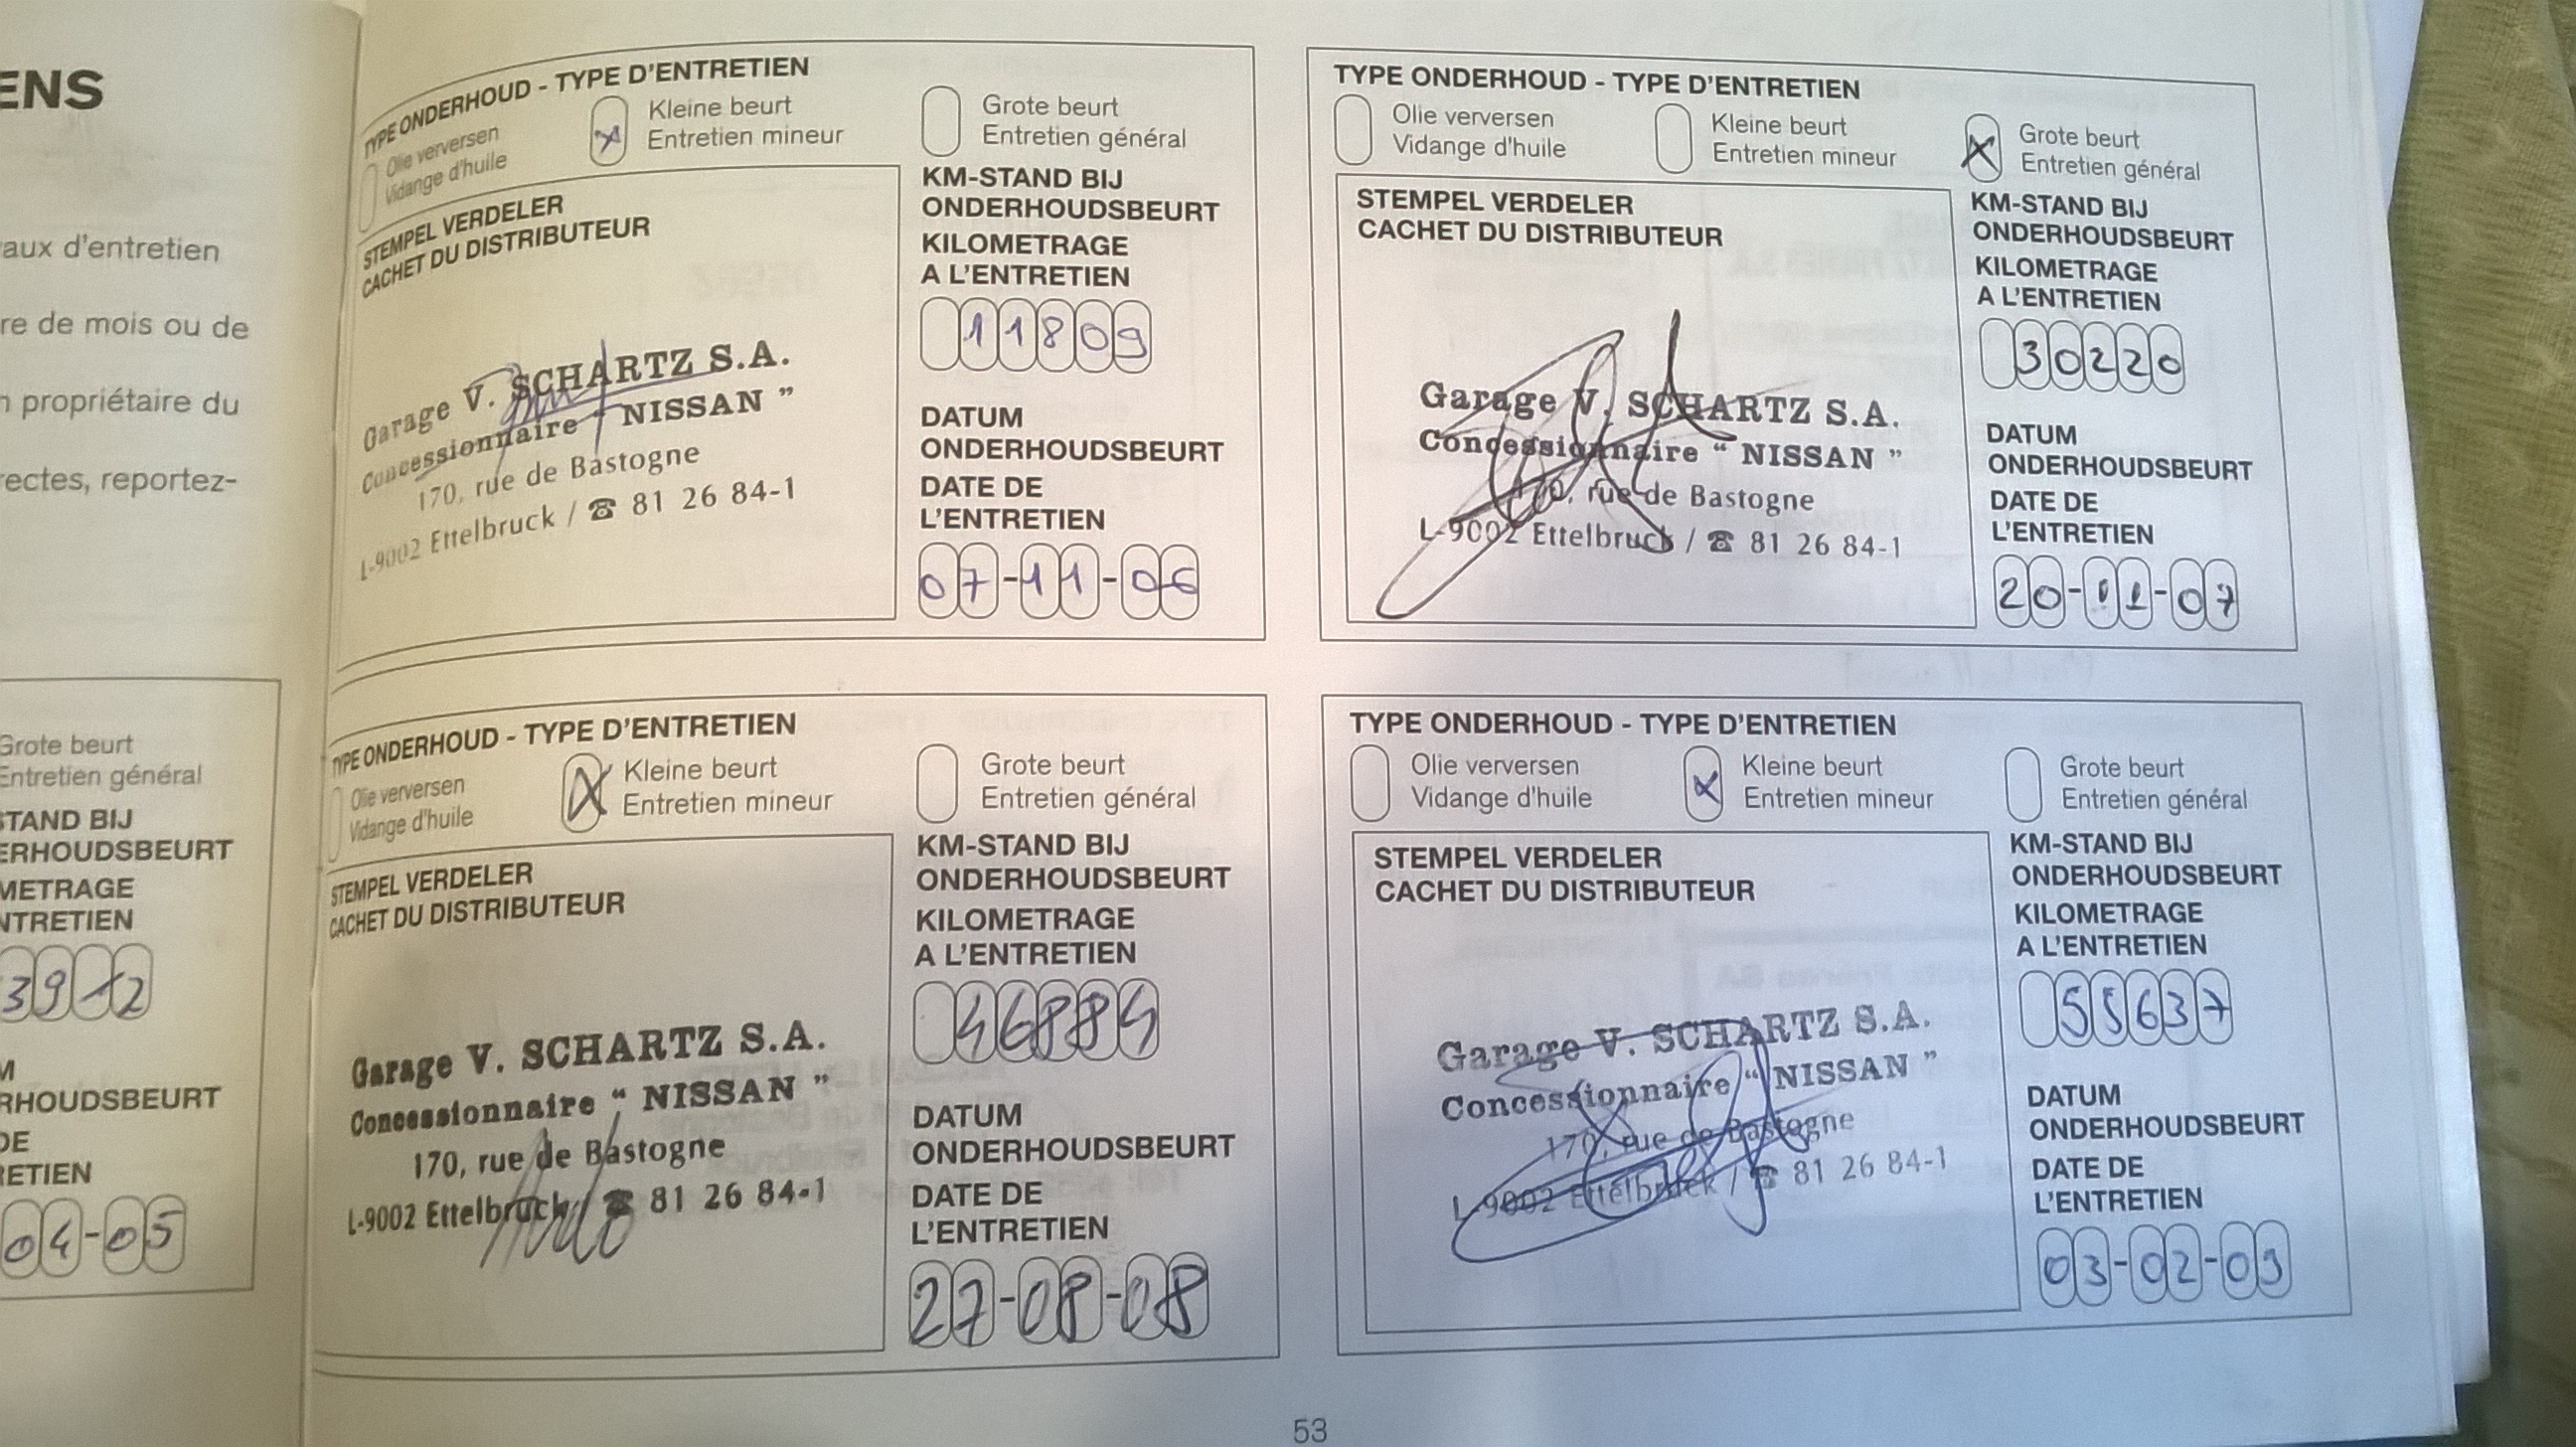 ENS
aux d'entretien
re de mois ou de
n propriétaire du
rectes, reportez-
Grote beurt
Entretien général
STAND BIJ
ERHOUDSBEURT
METRAGE
NTRETIEN
3912
M
RHOUDSBEURT
DE
RETIEN
04-05
TYPE ONDERHOUD - TYPE D'ENTRETIEN
Olie verversen
Vidange d'huile
x Kleine beurt
Entretien mineur
Grote beurt
Entretien général
STEMPEL VERDELER
CACHET DU DISTRIBUTEUR
Garage V. SCHARTZ S.A.
Concessionnaire " NISSAN "
170, rue de Bastogne
L-9002 Ettelbruck / ☎ 81 26 84-1
KM-STAND BIJ
ONDERHOUDSBEURT
KILOMETRAGE
A L'ENTRETIEN
11809
DATUM
ONDERHOUDSBEURT
DATE DE
L'ENTRETIEN
07-11-06
TYPE ONDERHOUD - TYPE D'ENTRETIEN
Olie verversen
Vidange d'huile
Kleine beurt
Entretien mineur
x Grote beurt
Entretien général
STEMPEL VERDELER
CACHET DU DISTRIBUTEUR
Garage V. SCHARTZ S.A.
Concessionnaire " NISSAN "
170, rue de Bastogne
L-9002 Ettelbruck / ☎ 81 26 84-1
KM-STAND BIJ
ONDERHOUDSBEURT
KILOMETRAGE
A L'ENTRETIEN
30220
DATUM
ONDERHOUDSBEURT
DATE DE
L'ENTRETIEN
20-11-07
TYPE ONDERHOUD - TYPE D'ENTRETIEN
Olie verversen
Vidange d'huile
x Kleine beurt
Entretien mineur
Grote beurt
Entretien général
STEMPEL VERDELER
CACHET DU DISTRIBUTEUR
Garage V. SCHARTZ S.A.
Concessionnaire " NISSAN "
170, rue de Bastogne
L-9002 Ettelbruck / ☎ 81 26 84-1
KM-STAND BIJ
ONDERHOUDSBEURT
KILOMETRAGE
A L'ENTRETIEN
46884
DATUM
ONDERHOUDSBEURT
DATE DE
L'ENTRETIEN
27-08-08
TYPE ONDERHOUD - TYPE D'ENTRETIEN
Olie verversen
Vidange d'huile
x Kleine beurt
Entretien mineur
Grote beurt
Entretien général
STEMPEL VERDELER
CACHET DU DISTRIBUTEUR
Garage V. SCHARTZ S.A.
Concessionnaire " NISSAN "
170, rue de Bastogne
L-9002 Ettelbruck / ☎ 81 26 84-1
KM-STAND BIJ
ONDERHOUDSBEURT
KILOMETRAGE
A L'ENTRETIEN
55637
DATUM
ONDERHOUDSBEURT
DATE DE
L'ENTRETIEN
03-02-09
53